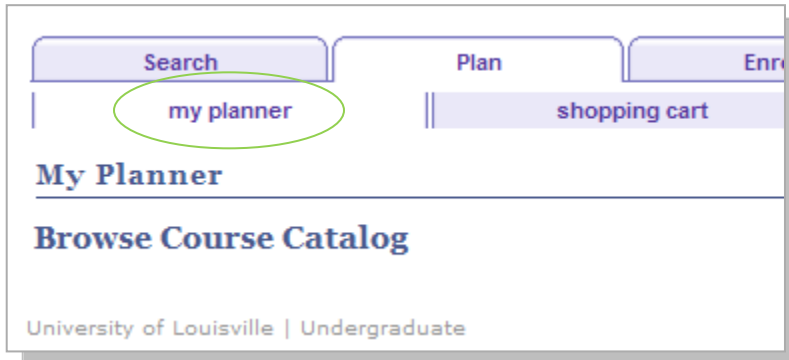 Search Plan Enr
my planner shopping cart
My Planner
Browse Course Catalog
University of Louisville | Undergraduate